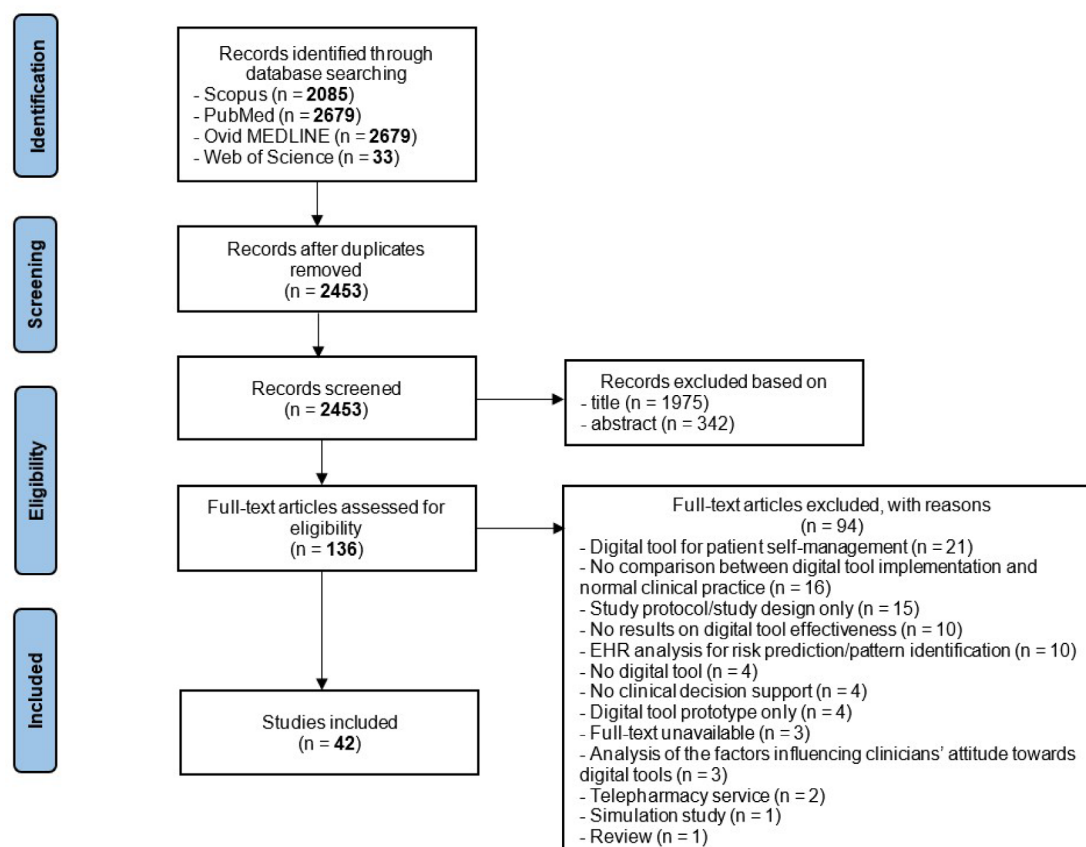 Identification
Records identified through
database searching
- Scopus (n = 2085)
- PubMed (n = 2679)
- Ovid MEDLINE (n = 2679)
- Web of Science (n = 33)
Screening
Records after duplicates
removed
(n = 2453)
Eligibility
Records screened
(n = 2453)
Records excluded based on
- title (n = 1975)
- abstract (n = 342)
Full-text articles assessed for
eligibility
(n = 136)
Full-text articles excluded, with reasons
(n = 94)
- Digital tool for patient self-management (n = 21)
- No comparison between digital tool implementation and
normal clinical practice (n = 16)
- Study protocol/study design only (n = 15)
- No results on digital tool effectiveness (n = 10)
- EHR analysis for risk prediction/pattern identification (n = 10)
- No digital tool (n = 4)
- No clinical decision support (n = 4)
- Digital tool prototype only (n = 4)
- Full-text unavailable (n = 3)
- Analysis of the factors influencing clinicians’ attitude towards
digital tools (n = 3)
- Telepharmacy service (n = 2)
- Simulation study (n = 1)
- Review (n = 1)
Included
Studies included
(n = 42)